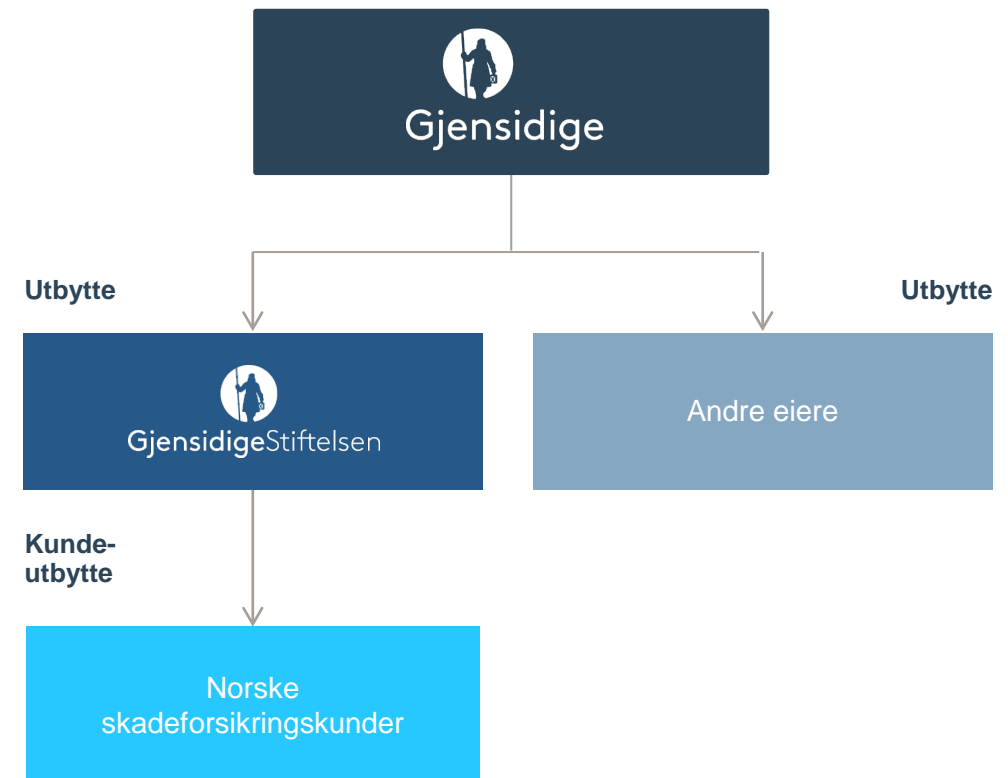 Gjensidige
Utbytte
Utbytte
GjensidigeStiftelsen
Andre eiere
Kunde-
utbytte
Norske
skadeforsikringskunder